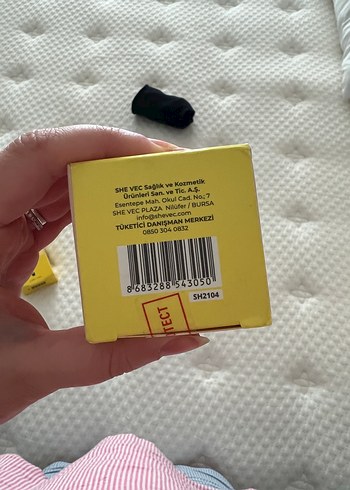 SHE VEC Sağlık ve Kozmetik
Ürünleri San. ve Tic. A.Ş.
Esentepe Mah. Okul Cad. No.; 7
SHE VEC PLAZA Nilüfer / BURSA
info@shevec.com
TÜKETİCİ DANIŞMAN MERKEZİ
0850 304 0832
8 683288 543050
SH2104